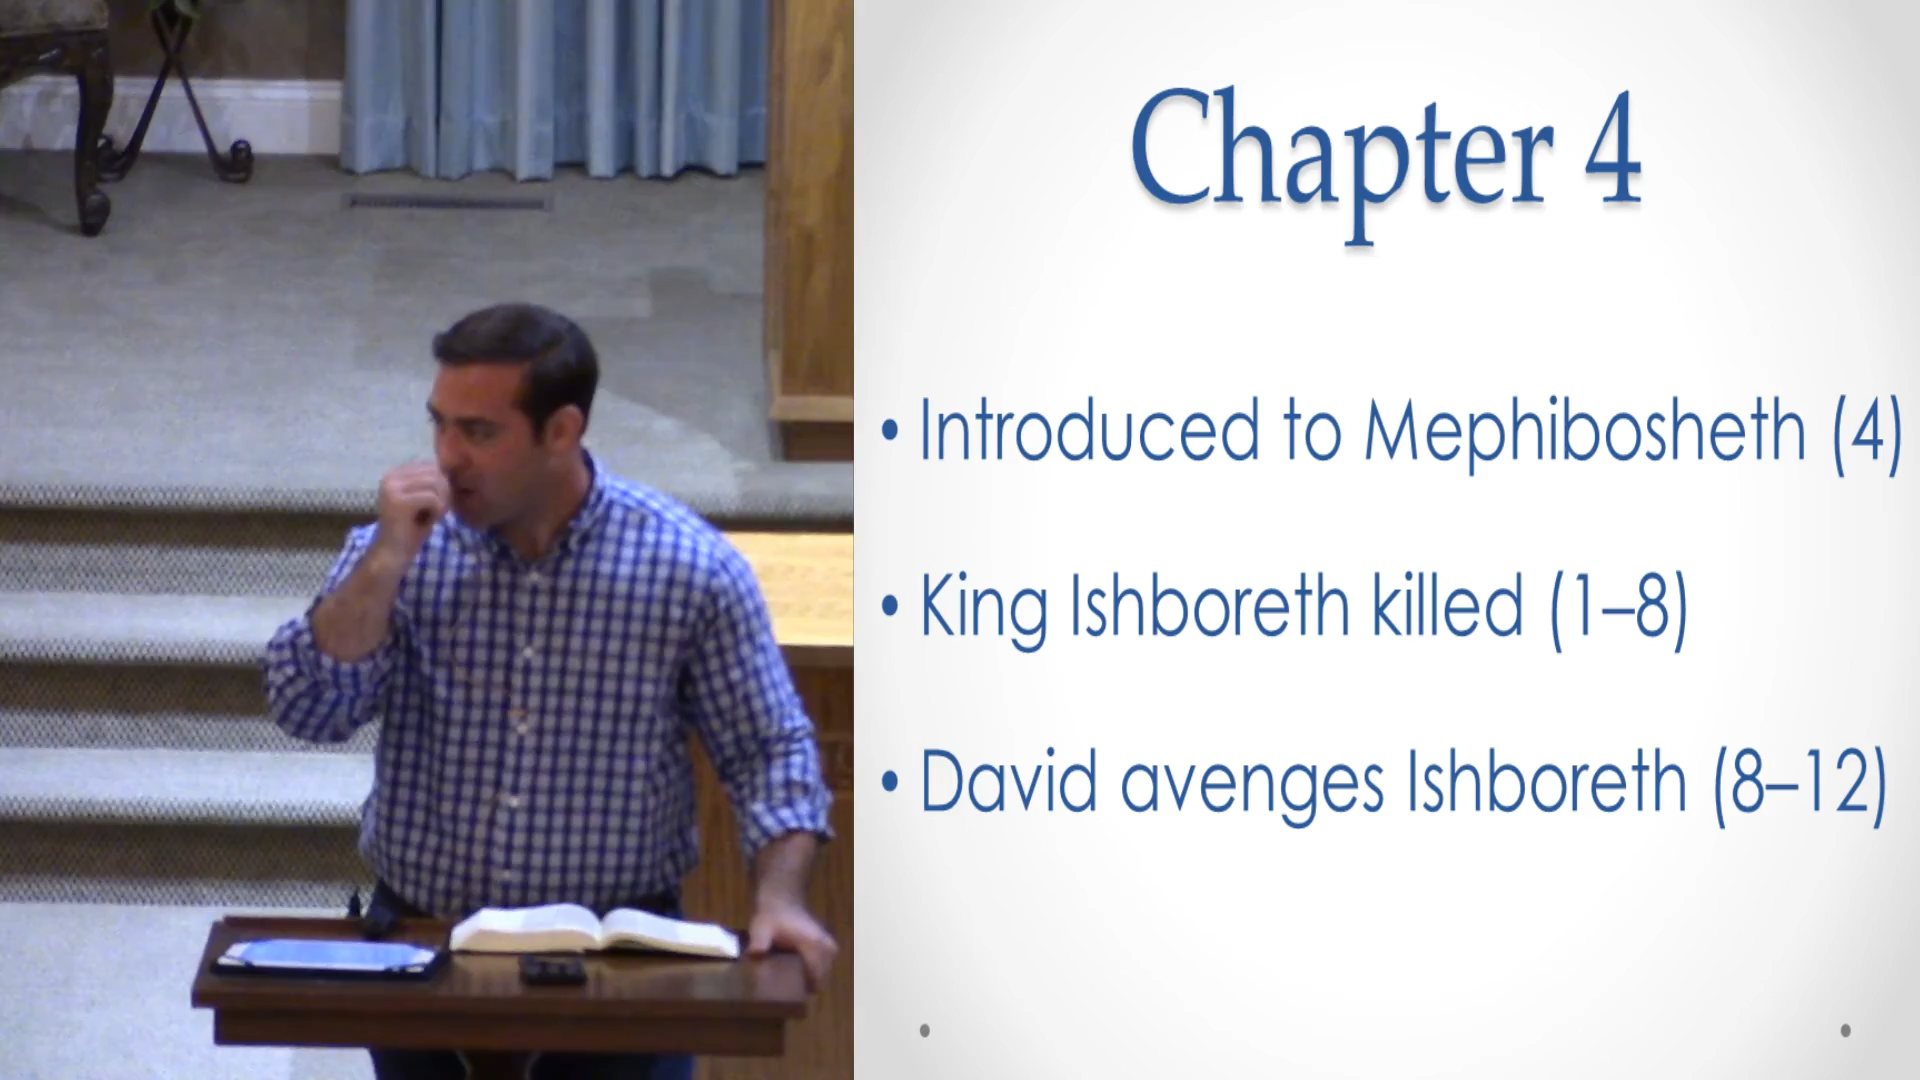 Chapter 4
• Introduced to Mephibosheth (4)
• King Ishboreth killed (1–8)
• David avenges Ishboreth (8–12)